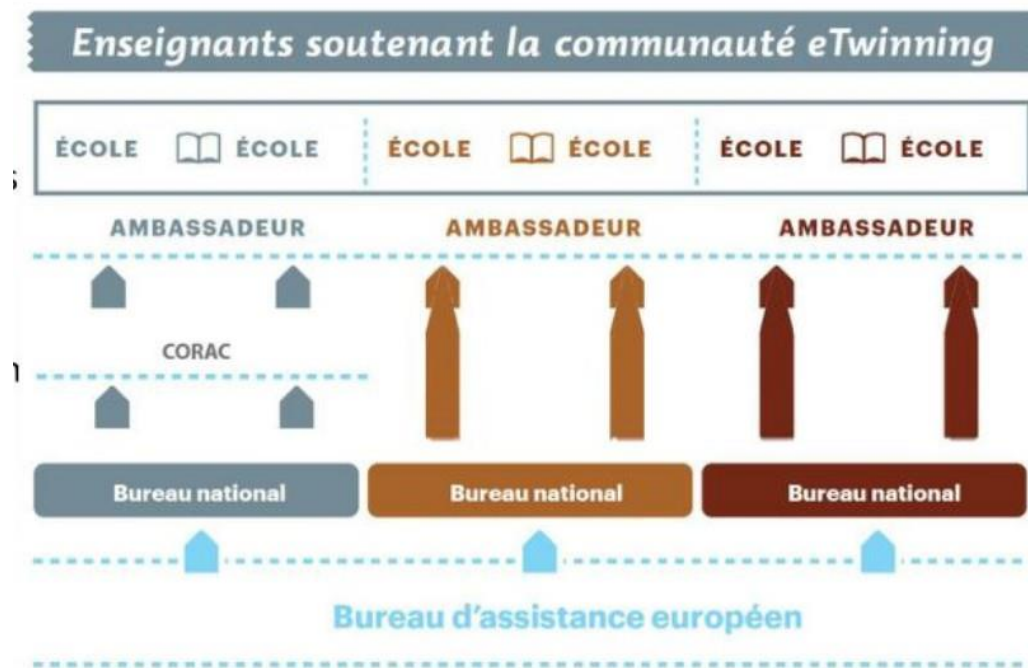 Enseignants soutenant la communauté eTwinning
ÉCOLE ÉCOLE ÉCOLE ÉCOLE ÉCOLE ÉCOLE
s
AMBASSADEUR AMBASSADEUR AMBASSADEUR
CORAC
Bureau national Bureau national Bureau national
Bureau d'assistance européen